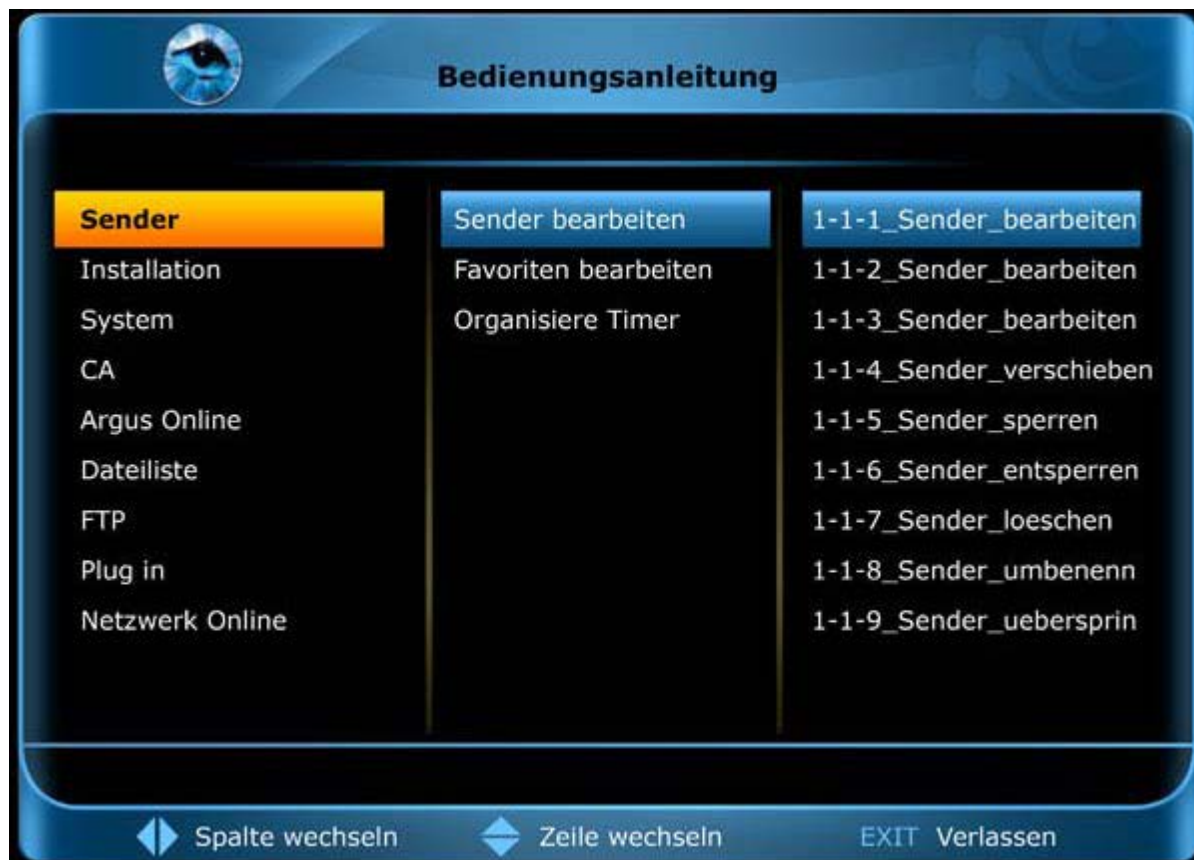 Bedienungsanleitung
Sender
Installation
System
CA
Argus Online
Dateiliste
FTP
Plug in
Netzwerk Online
Sender bearbeiten
Favoriten bearbeiten
Organisiere Timer
1-1-1_Sender_bearbeiten
1-1-2_Sender_bearbeiten
1-1-3_Sender_bearbeiten
1-1-4_Sender_verschieben
1-1-5_Sender_sperren
1-1-6_Sender_entsperren
1-1-7_Sender_loeschen
1-1-8_Sender_umbenenn
1-1-9_Sender_uebersprin
Spalte wechseln
Zeile wechseln
EXIT Verlassen